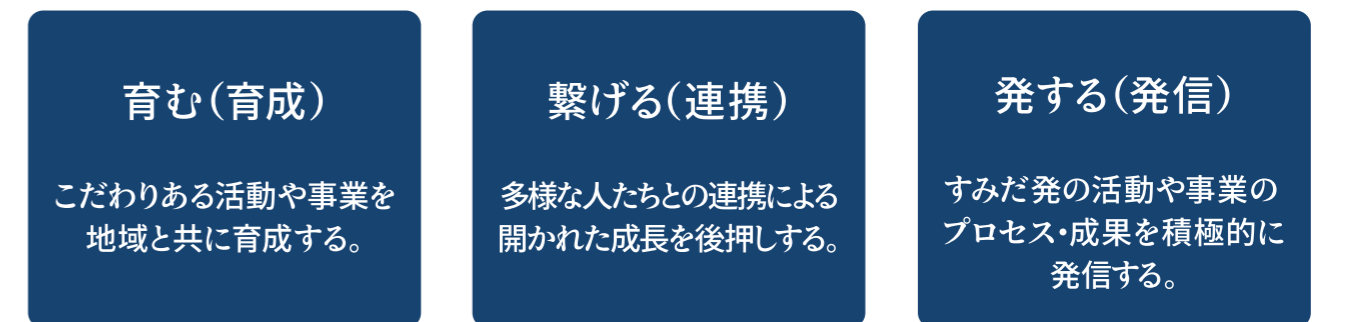 育む(育成)
こだわりある活動や事業を
地域と共に育成する。
繋げる(連携)
多様な人たちとの連携による
開かれた成長を後押しする。
発する(発信)
すみだ発の活動や事業の
プロセス・成果を積極的に
発信する。